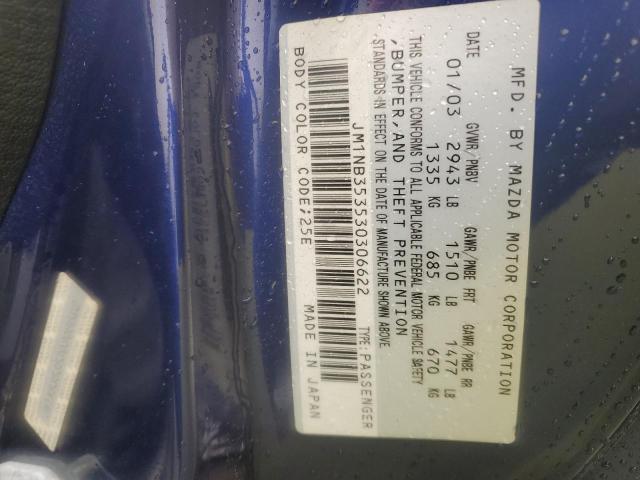 MFD. BY MAZDA MOTOR CORPORATION
DATE GVWR/PNBV GAWR/PNBE FRT GAWR/PNBE RR
01/03 2943 LB 1510 LB 1477 LB
1335 KG 685 KG 670 KG
THIS VEHICLE CONFORMS TO ALL APPLICABLE FEDERAL MOTOR VEHICLE SAFETY
,BUMPER, AND THEFT PREVENTION
STANDARDS IN EFFECT ON THE DATE OF MANUFACTURE SHOWN ABOVE.
JM1NB353530306622 TYPE:PASSENGER
BODY COLOR CODE;25E MADE IN JAPAN